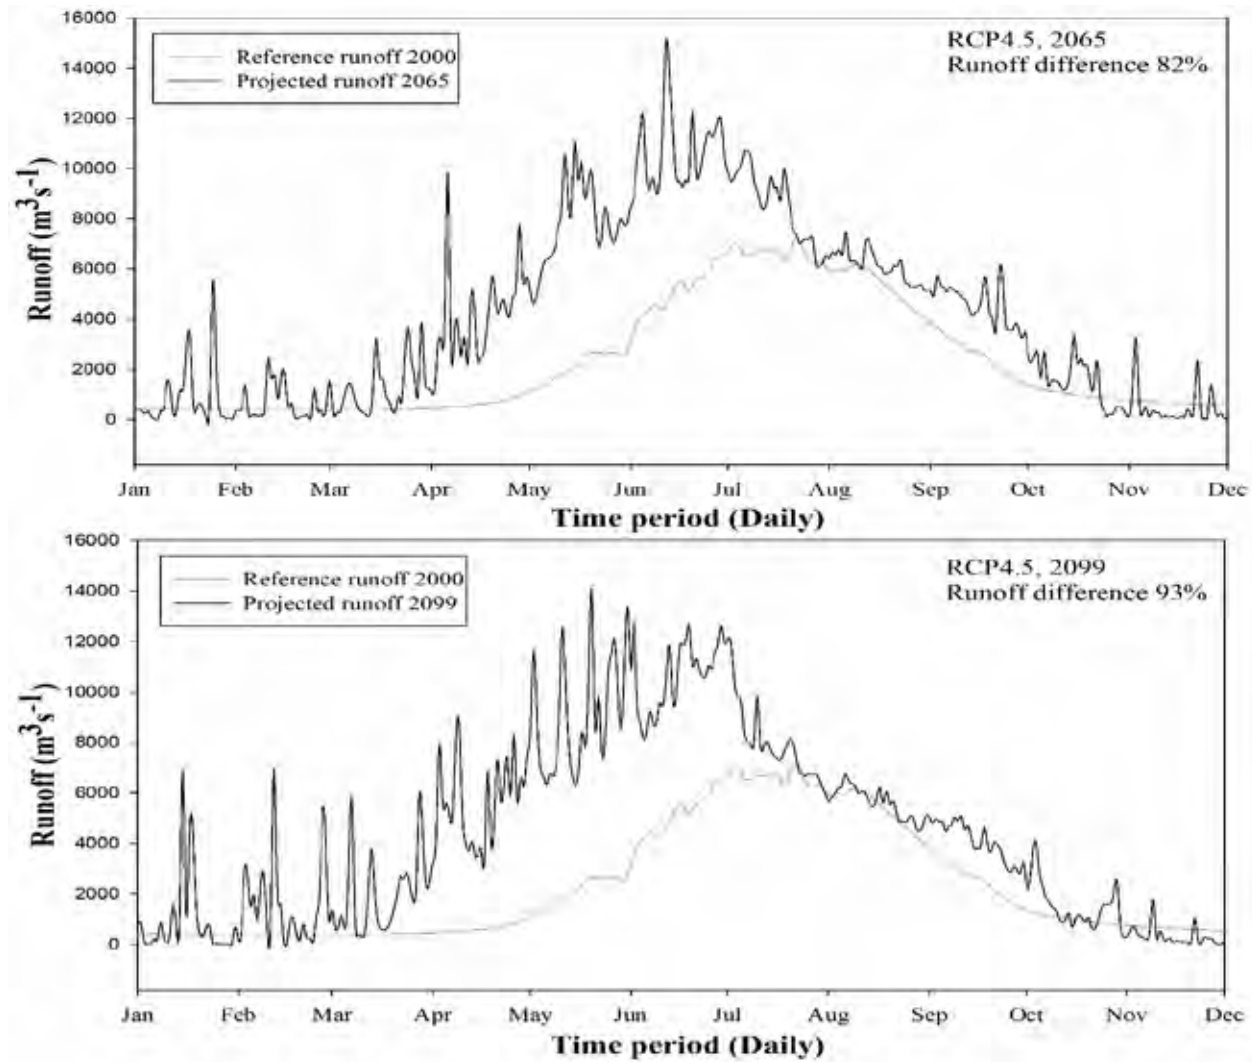 16000
14000
12000
10000
8000
6000
4000
2000
0
Runoff (m³s⁻¹)
Reference runoff 2000
Projected runoff 2065
RCP4.5, 2065
Runoff difference 82%
Jan Feb Mar Apr May Jun Jul Aug Sep Oct Nov Dec
Time period (Daily)
16000
14000
12000
10000
8000
6000
4000
2000
0
Runoff (m³s⁻¹)
Reference runoff 2000
Projected runoff 2099
RCP4.5, 2099
Runoff difference 93%
Jan Feb Mar Apr May Jun Jul Aug Sep Oct Nov Dec
Time period (Daily)